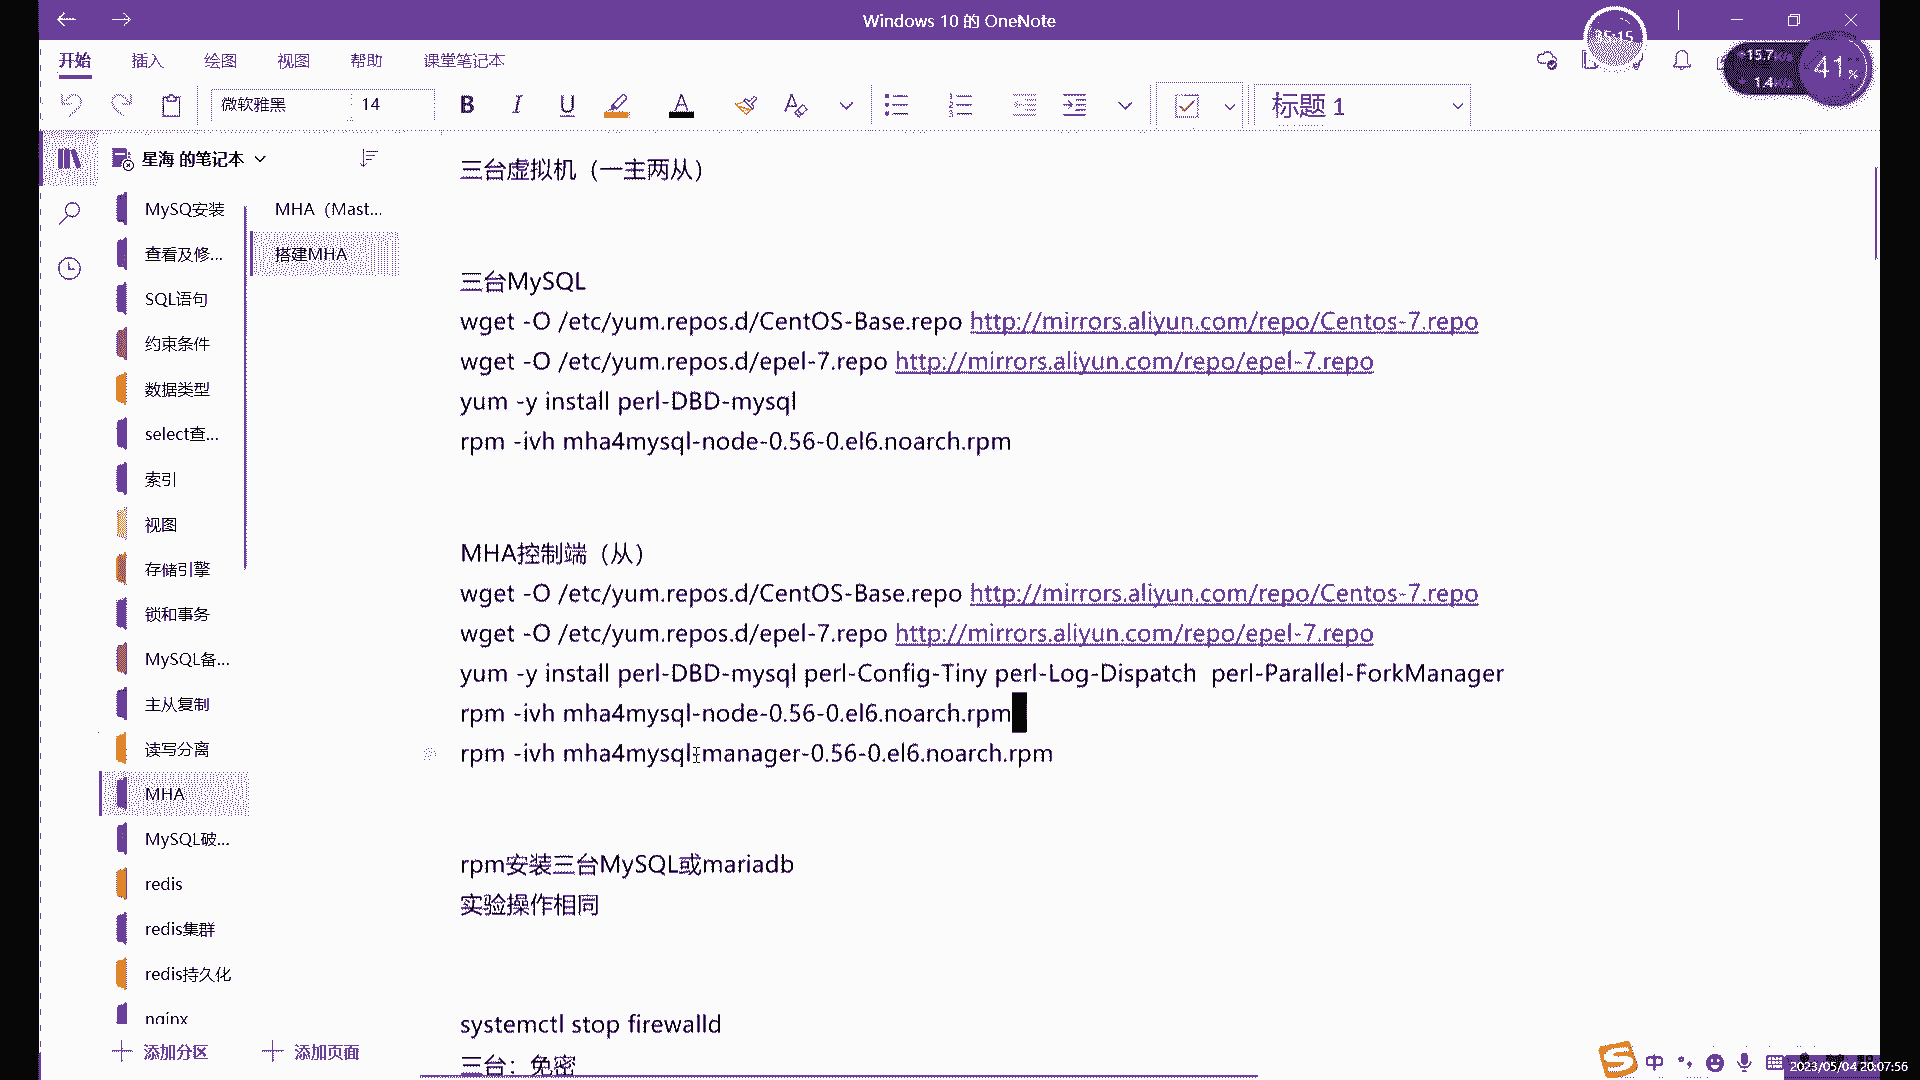 Windows 10 的 OneNote
35:15
开始 插入 绘图 视图 帮助 课堂笔记本
15.7
1.4
41%
微软雅黑 14 B I U A 标题 1
星海 的笔记本
MySQ安装
查看及修...
SQL语句
约束条件
数据类型
select查...
索引
视图
存储引擎
锁和事务
MySQL备...
主从复制
读写分离
MHA
MySQL破...
redis
redis集群
redis持久化
nginx
添加分区
MHA（Mast...
搭建MHA
添加页面
三台虚拟机（一主两从）
三台MySQL
wget -O /etc/yum.repos.d/CentOS-Base.repo http://mirrors.aliyun.com/repo/Centos-7.repo
wget -O /etc/yum.repos.d/epel-7.repo http://mirrors.aliyun.com/repo/epel-7.repo
yum -y install perl-DBD-mysql
rpm -ivh mha4mysql-node-0.56-0.el6.noarch.rpm
MHA控制端（从）
wget -O /etc/yum.repos.d/CentOS-Base.repo http://mirrors.aliyun.com/repo/Centos-7.repo
wget -O /etc/yum.repos.d/epel-7.repo http://mirrors.aliyun.com/repo/epel-7.repo
yum -y install perl-DBD-mysql perl-Config-Tiny perl-Log-Dispatch  perl-Parallel-ForkManager
rpm -ivh mha4mysql-node-0.56-0.el6.noarch.rpm
rpm -ivh mha4mysql-manager-0.56-0.el6.noarch.rpm
rpm安装三台MySQL或mariadb
实验操作相同
systemctl stop firewalld
三台：免密
中
2023/05/04 20:07:56